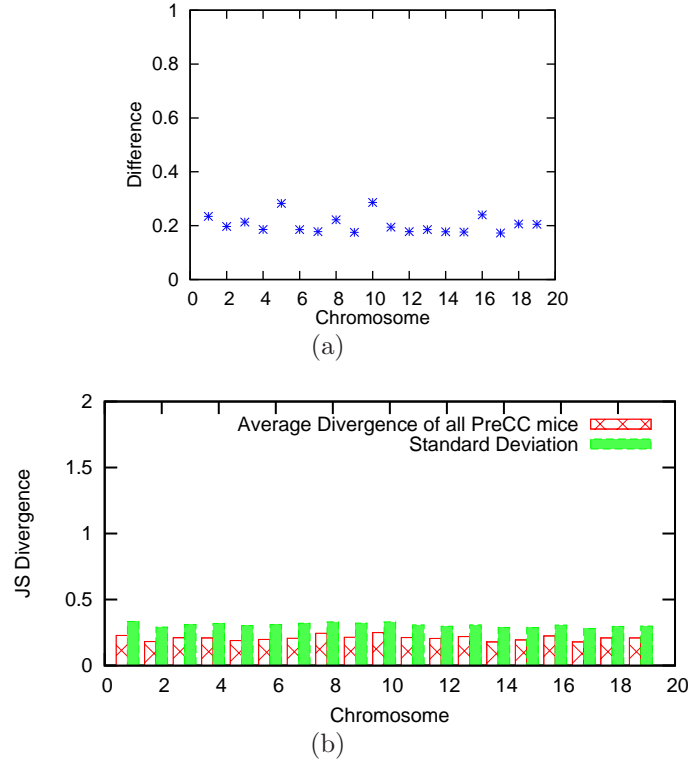 1
0.8
0.6
0.4
0.2
0
Difference
0 2 4 6 8 10 12 14 16 18 20
Chromosome
(a)
2
1.5
1
0.5
0
JS Divergence
Average Divergence of all PreCC mice
Standard Deviation
0 2 4 6 8 10 12 14 16 18 20
Chromosome
(b)